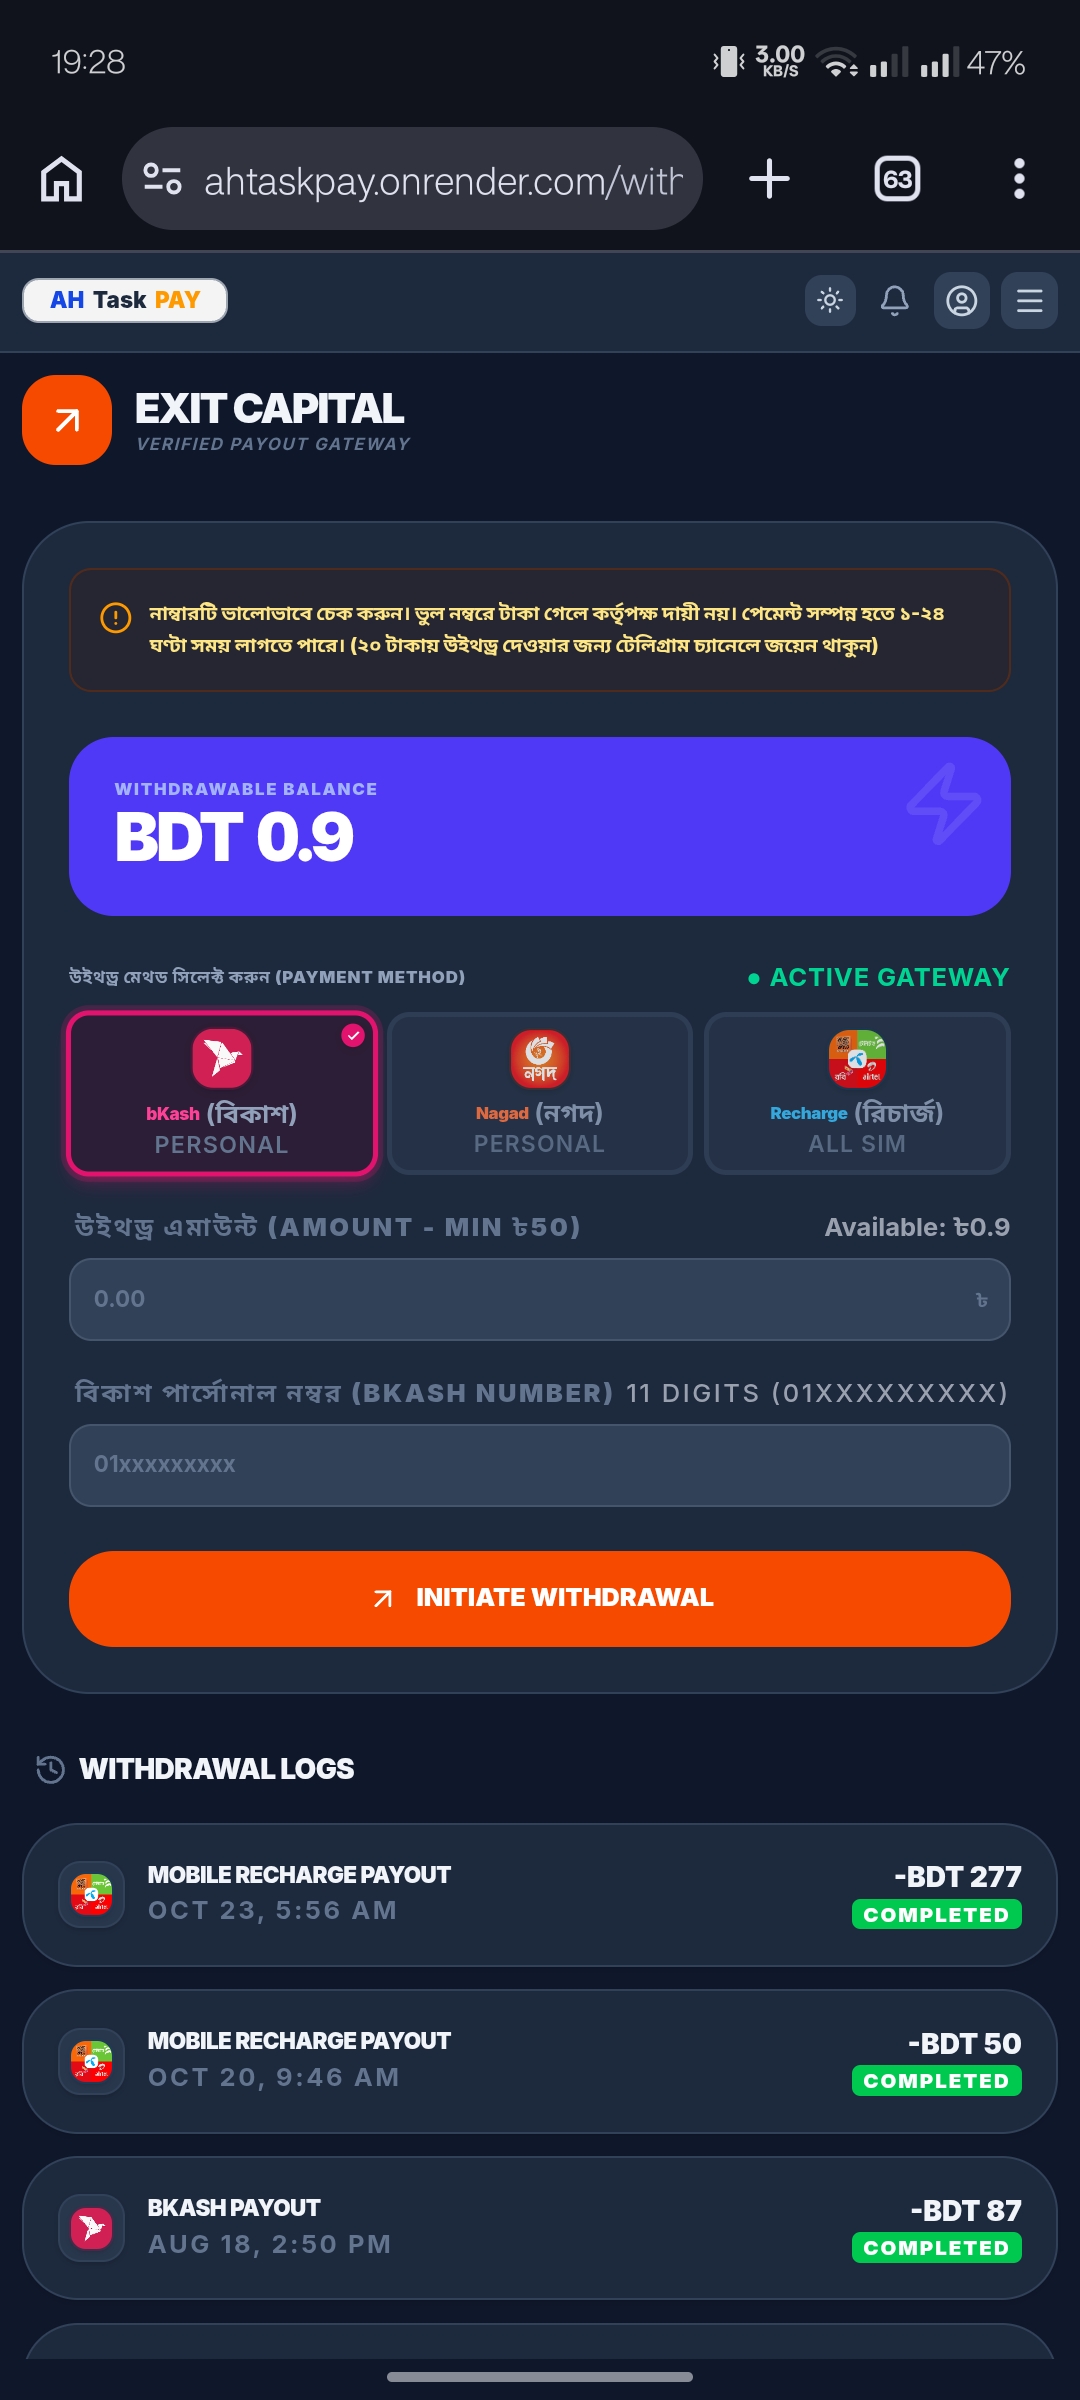 19:28
3.00 KB/S
47%
ahtaskpay.onrender.com/with
63
AH Task PAY
EXIT CAPITAL
VERIFIED PAYOUT GATEWAY
নাম্বারটি ভালোভাবে চেক করুন। ভুল নম্বরে টাকা গেলে কর্তৃপক্ষ দায়ী নয়। পেমেন্ট সম্পন্ন হতে ১-২৪
ঘণ্টা সময় লাগতে পারে। (২০ টাকায় উইথড্র দেওয়ার জন্য টেলিগ্রাম চ্যানেলে জয়েন থাকুন)
WITHDRAWABLE BALANCE
BDT 0.9
উইথড্র মেথড সিলেক্ট করুন (PAYMENT METHOD)
● ACTIVE GATEWAY
bKash (বিকাশ)
PERSONAL
নগদ
Nagad (নগদ)
PERSONAL
Recharge (রিচার্জ)
ALL SIM
উইথড্র এমাউন্ট (AMOUNT - MIN ৳50)
Available: ৳0.9
0.00
৳
বিকাশ পার্সোনাল নম্বর (BKASH NUMBER)
11 DIGITS (01XXXXXXXXX)
01xxxxxxxxx
INITIATE WITHDRAWAL
WITHDRAWAL LOGS
MOBILE RECHARGE PAYOUT
-BDT 277
OCT 23, 5:56 AM
COMPLETED
MOBILE RECHARGE PAYOUT
-BDT 50
OCT 20, 9:46 AM
COMPLETED
BKASH PAYOUT
-BDT 87
AUG 18, 2:50 PM
COMPLETED